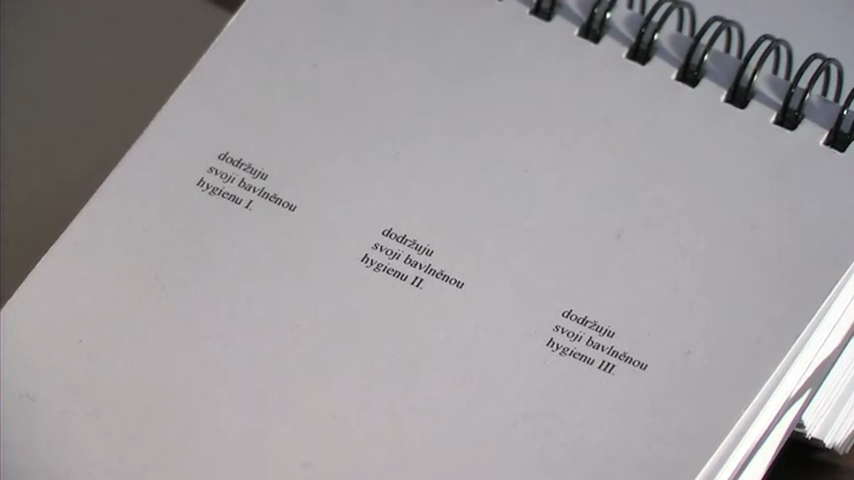 dodržuju
svoji bavlněnou
hygienu I.
dodržuju
svoji bavlněnou
hygienu II.
dodržuju
svoji bavlněnou
hygienu III.